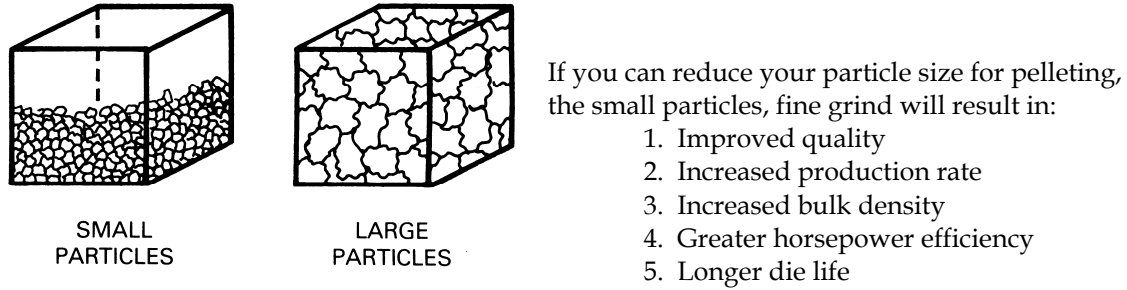 If you can reduce your particle size for pelleting,
the small particles, fine grind will result in:
1. Improved quality
2. Increased production rate
3. Increased bulk density
4. Greater horsepower efficiency
5. Longer die life
SMALL
PARTICLES
LARGE
PARTICLES